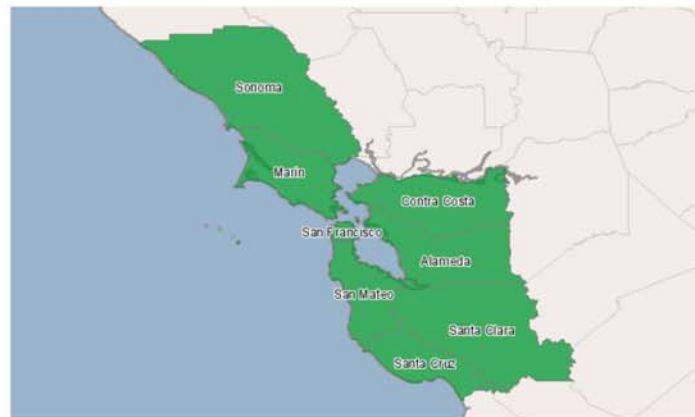 Sonoma
Marin
Contra Costa
San Francisco
Alameda
San Mateo
Santa Clara
Santa Cruz